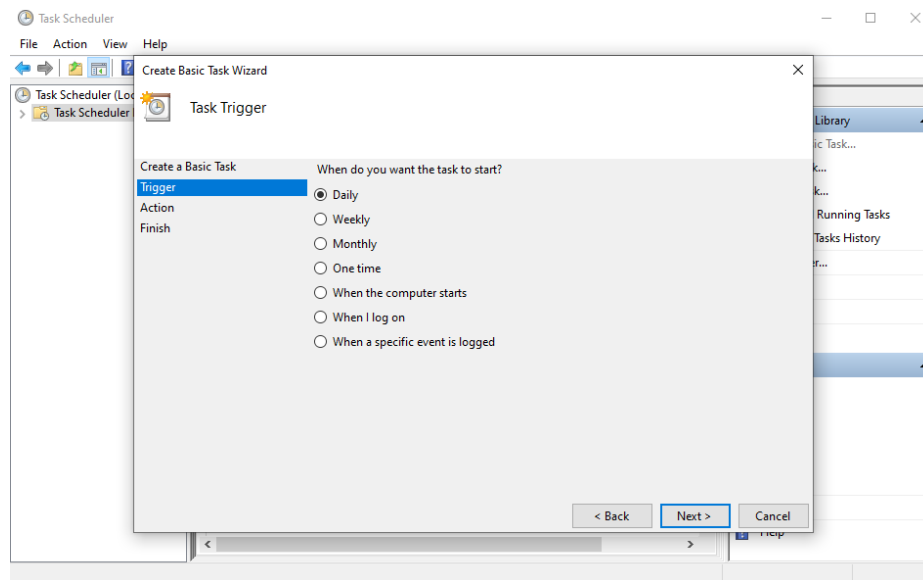 Task Scheduler
File Action View Help
Task Scheduler (Loc
Task Scheduler
Create Basic Task Wizard
Task Trigger
Create a Basic Task
Trigger
Action
Finish
When do you want the task to start?
Daily
Weekly
Monthly
One time
When the computer starts
When I log on
When a specific event is logged
< Back Next > Cancel
Library
ic Task...
k...
k...
Running Tasks
Tasks History
er...
Help